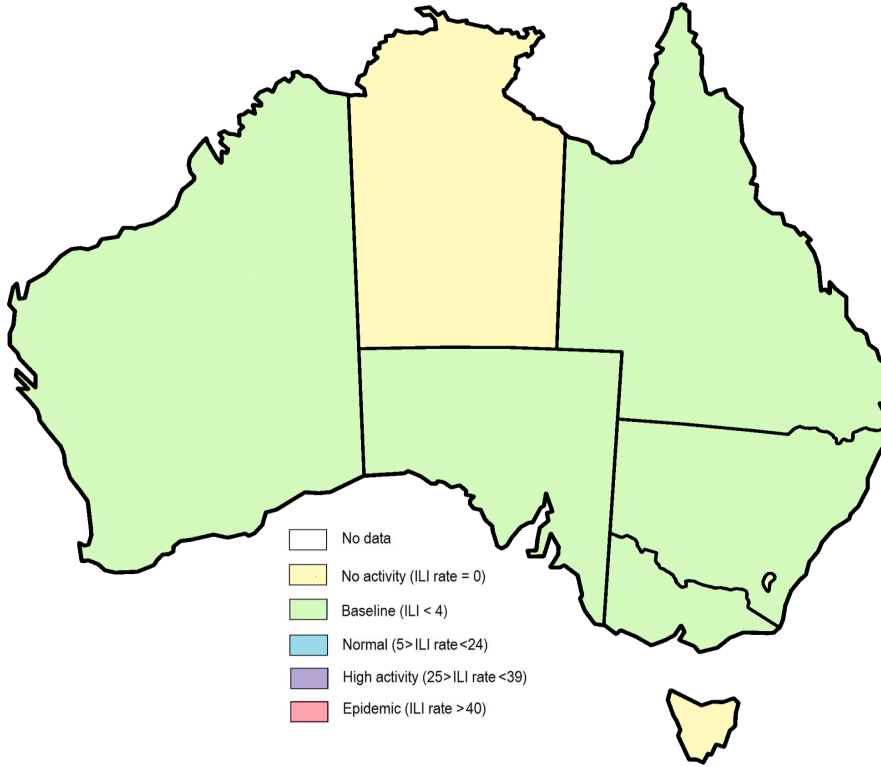 No data
No activity (ILI rate = 0)
Baseline (ILI < 4)
Normal (5> ILI rate <24)
High activity (25> ILI rate <39)
Epidemic (ILI rate >40)